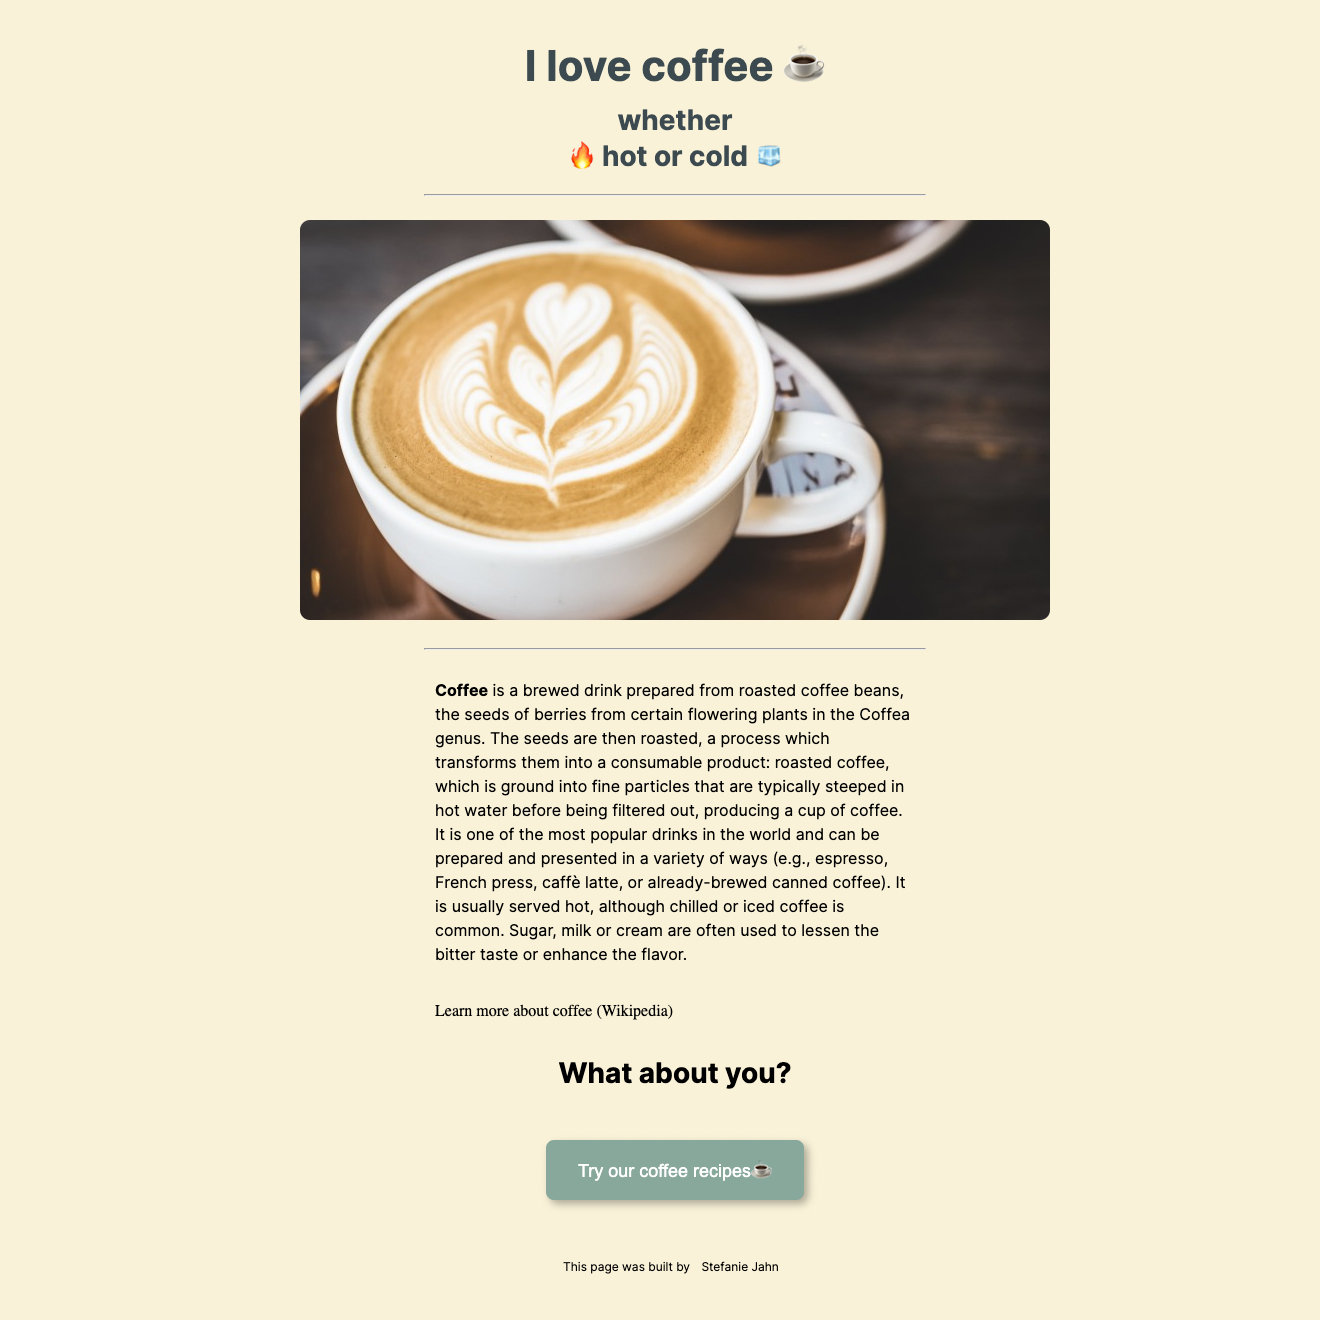 I love coffee ☕
whether
🔥 hot or cold 🧊
Coffee is a brewed drink prepared from roasted coffee beans,
the seeds of berries from certain flowering plants in the Coffea
genus. The seeds are then roasted, a process which
transforms them into a consumable product: roasted coffee,
which is ground into fine particles that are typically steeped in
hot water before being filtered out, producing a cup of coffee.
It is one of the most popular drinks in the world and can be
prepared and presented in a variety of ways (e.g., espresso,
French press, caffè latte, or already-brewed canned coffee). It
is usually served hot, although chilled or iced coffee is
common. Sugar, milk or cream are often used to lessen the
bitter taste or enhance the flavor.
Learn more about coffee (Wikipedia)
What about you?
Try our coffee recipes☕
This page was built by Stefanie Jahn